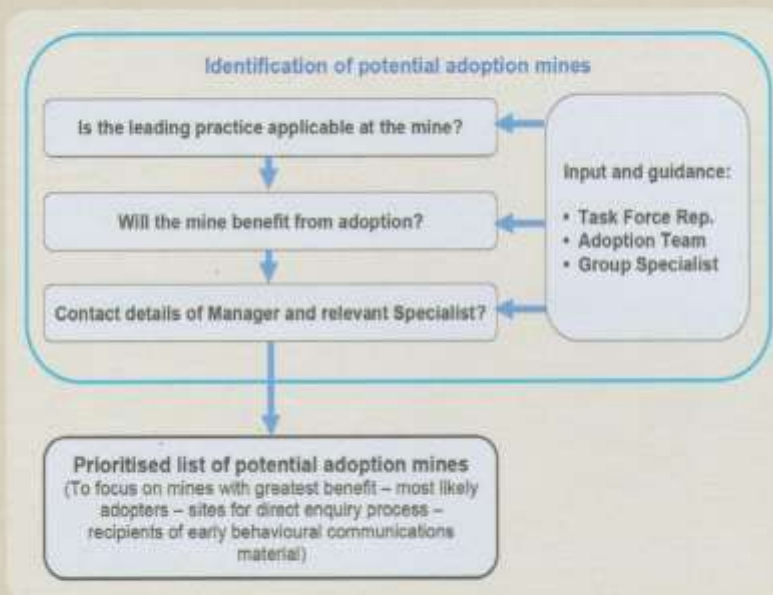 Identification of potential adoption mines
Is the leading practice applicable at the mine?
Will the mine benefit from adoption?
Contact details of Manager and relevant Specialist?
Input and guidance:
• Task Force Rep.
• Adoption Team
• Group Specialist
Prioritised list of potential adoption mines
(To focus on mines with greatest benefit – most likely
adopters – sites for direct enquiry process –
recipients of early behavioural communications
material)